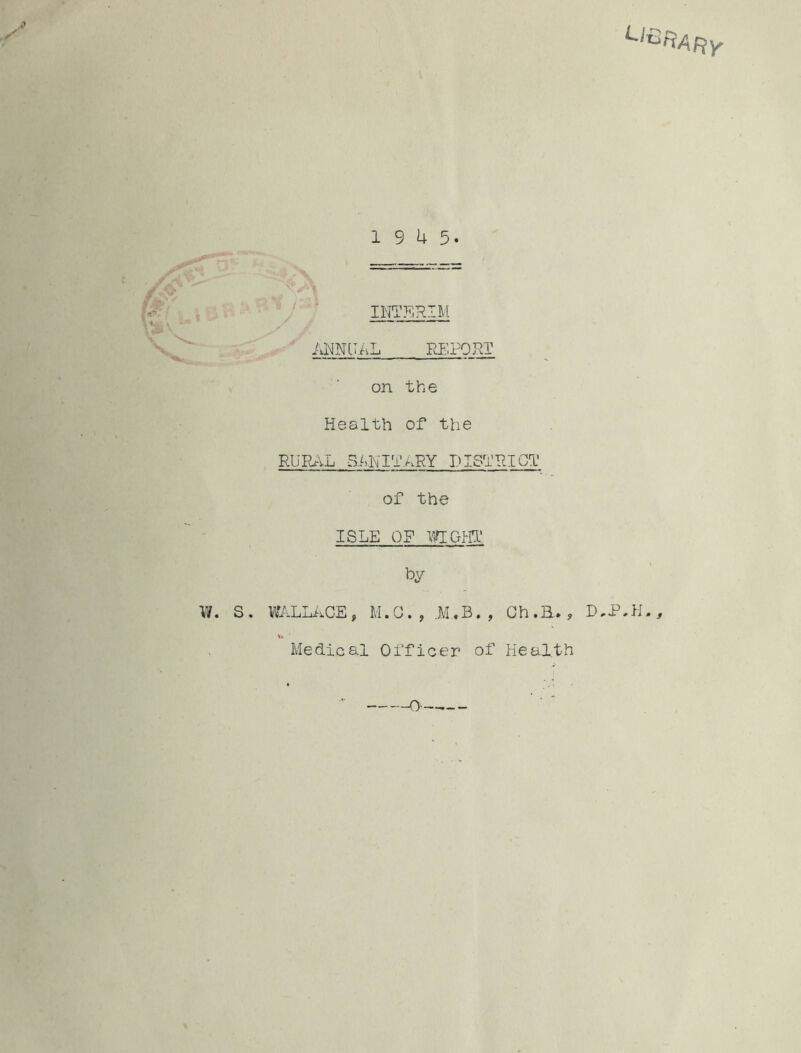 LIBRARY
1 9 4 5.
LIBRARY
INTERIM
ANNUAL REPORT
on the
Health of the
RURAL SANITARY DISTRICT
of the
ISLE OF WIGHT
by
W. S. WALLACE, M.C., M.B., Ch.B., D.P.H.,
Medical Officer of Health
----O----